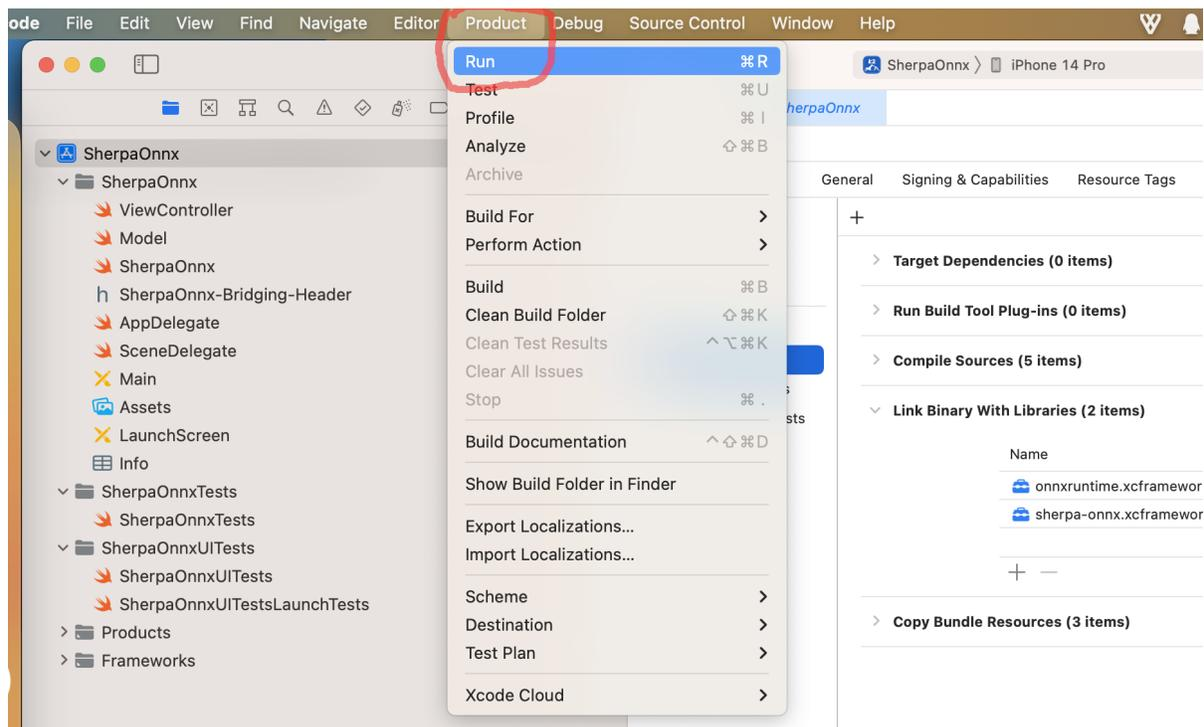 ode File Edit View Find Navigate Editor Product Debug Source Control Window Help
SherpaOnnx 〉 iPhone 14 Pro
herpaOnnx
SherpaOnnx
SherpaOnnx
ViewController
Model
SherpaOnnx
SherpaOnnx-Bridging-Header
AppDelegate
SceneDelegate
Main
Assets
LaunchScreen
Info
SherpaOnnxTests
SherpaOnnxTests
SherpaOnnxUITests
SherpaOnnxUITests
SherpaOnnxUITestsLaunchTests
Products
Frameworks
Run ⌘R
Test ⌘U
Profile ⌘I
Analyze ⇧⌘B
Archive
Build For
Perform Action
Build ⌘B
Clean Build Folder ⇧⌘K
Clean Test Results ^⌥⌘K
Clear All Issues
Stop ⌘.
Build Documentation ^⇧⌘D
Show Build Folder in Finder
Export Localizations...
Import Localizations...
Scheme
Destination
Test Plan
Xcode Cloud
s
sts
General Signing & Capabilities Resource Tags
+
Target Dependencies (0 items)
Run Build Tool Plug-ins (0 items)
Compile Sources (5 items)
Link Binary With Libraries (2 items)
Name
onnxruntime.xcframewor
sherpa-onnx.xcframewor
+ —
Copy Bundle Resources (3 items)